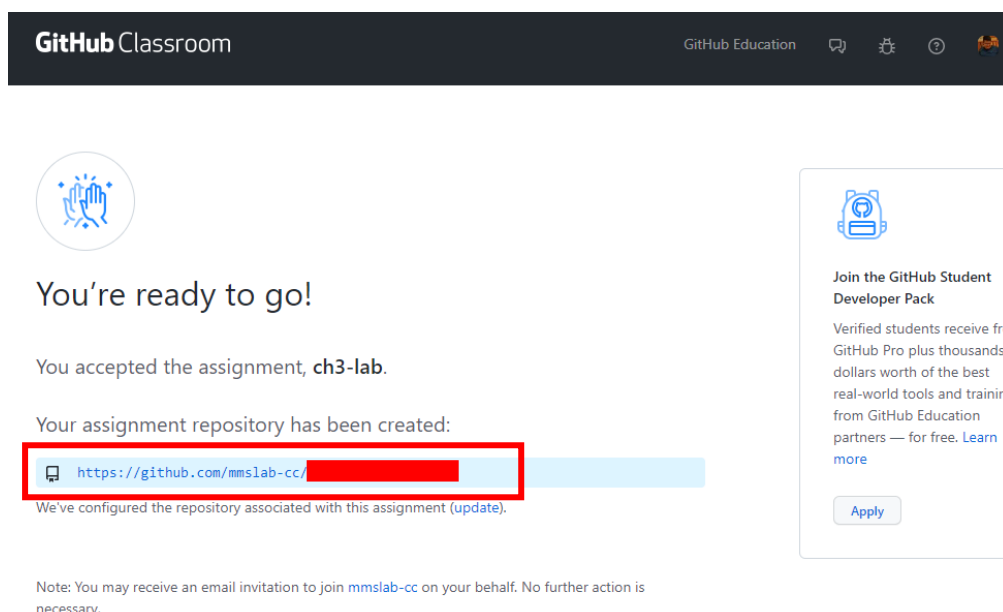 GitHub Classroom
GitHub Education
You're ready to go!
You accepted the assignment, ch3-lab.
Your assignment repository has been created:
https://github.com/mmslab-cc/
We've configured the repository associated with this assignment (update).
Note: You may receive an email invitation to join mmslab-cc on your behalf. No further action is
necessary.
Join the GitHub Student
Developer Pack
Verified students receive fr
GitHub Pro plus thousands
dollars worth of the best
real-world tools and trainin
from GitHub Education
partners — for free. Learn
more
Apply